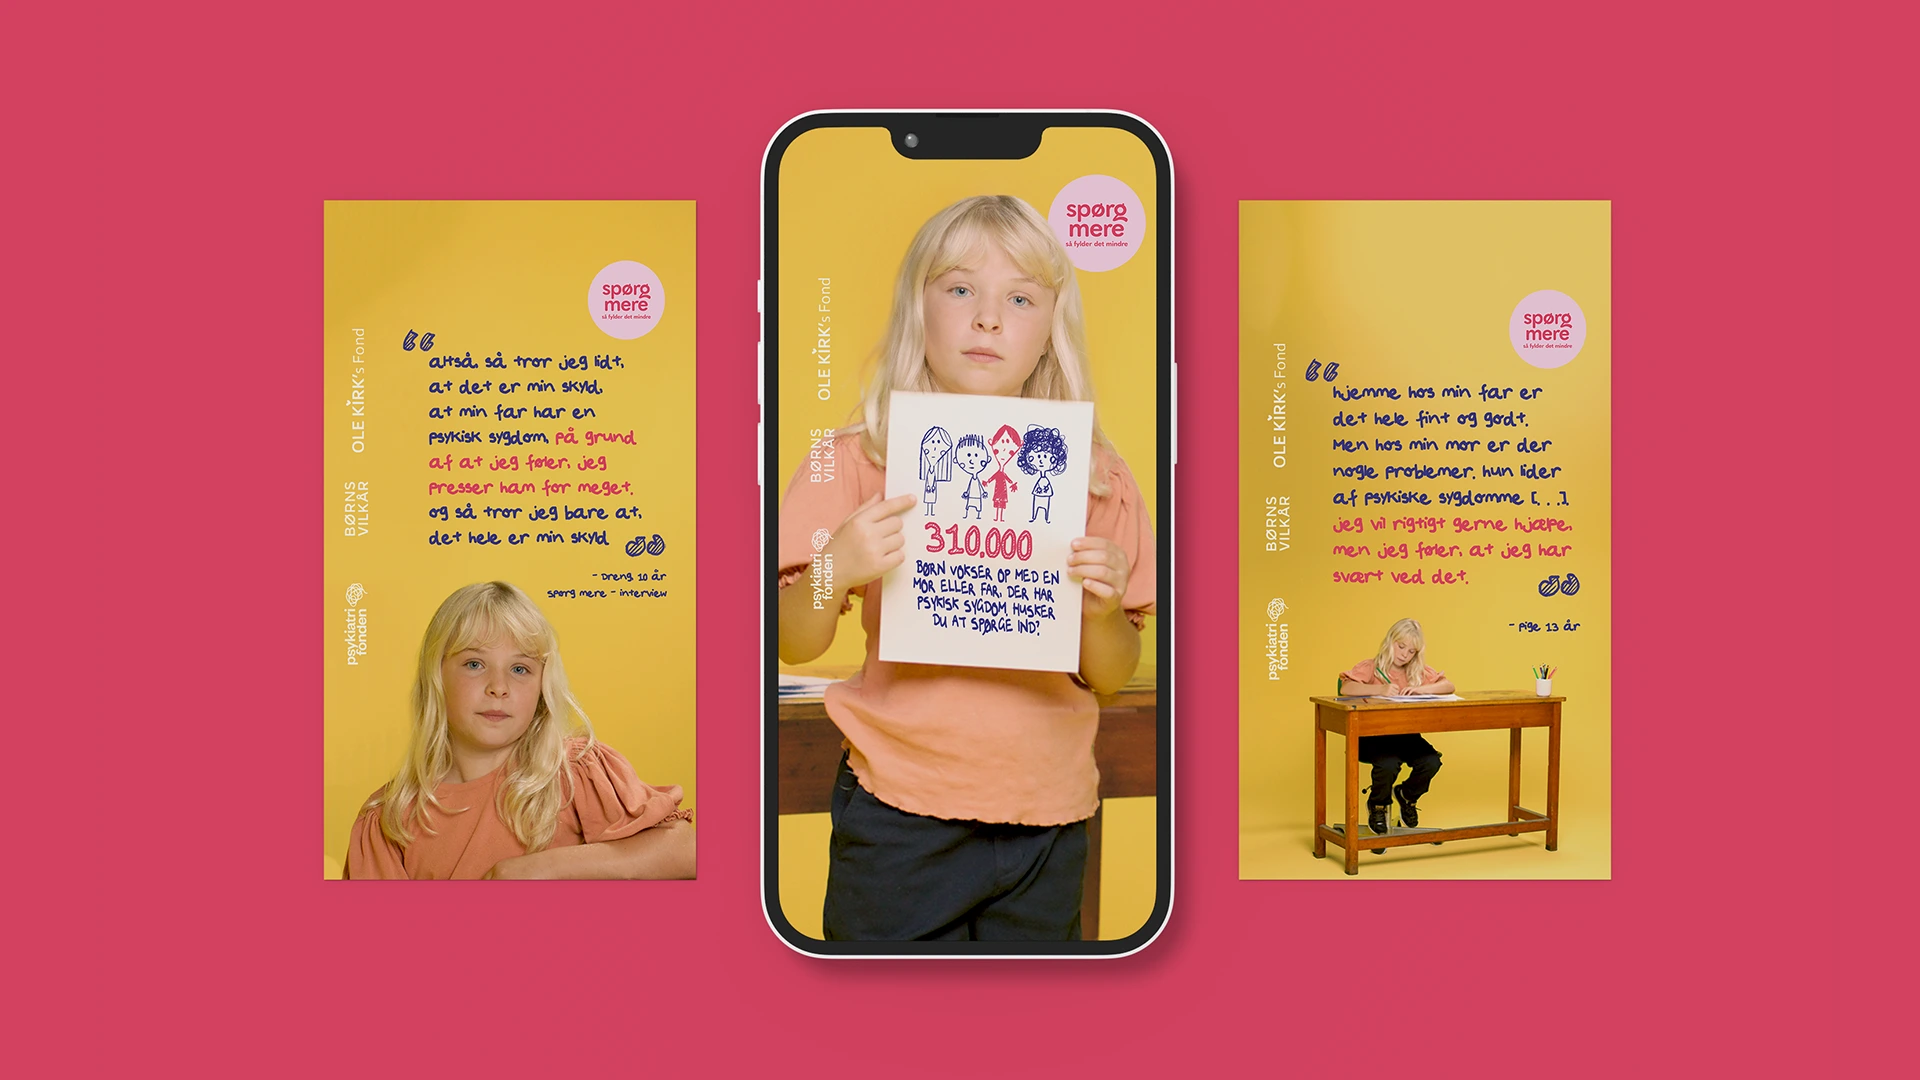 spørg
mere
så fylder det mindre
altså, så tror jeg lidt,
at det er min skyld,
at min far har en
psykisk sygdom, på grund
af at jeg føler, jeg
presser ham for meget.
og så tror jeg bare at,
det hele er min skyld
- Dreng, 10 år
spørg mere - interview
OLE KIRK's Fond
BØRNS
VILKÅR
psykiatri
fonden
spørg
mere
så fylder det mindre
310.000
BØRN VOKSER OP MED EN
MOR ELLER FAR, DER HAR
PSYKISK SYGDOM. HUSKER
DU AT SPØRGE IND?
OLE KIRK's Fond
BØRNS
VILKÅR
psykiatri
fonden
spørg
mere
så fylder det mindre
hjemme hos min far er
det hele fint og godt.
Men hos min mor er der
nogle problemer. hun lider
af psykiske sygdomme [...].
jeg vil rigtigt gerne hjælpe,
men jeg føler, at jeg har
svært ved det.
- pige 13 år
OLE KIRK's Fond
BØRNS
VILKÅR
psykiatri
fonden